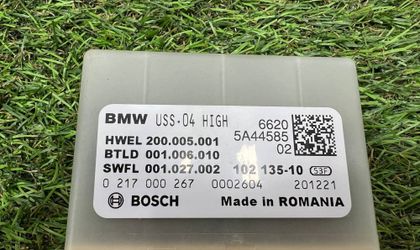 BMW USS-04 HIGH 6620
HWEL 200.005.001 5A44585
BTLD 001.006.010 02
SWFL 001.027.002 102 135-10 G3F
0 217 000 267 0002604 201221
BOSCH Made in ROMANIA